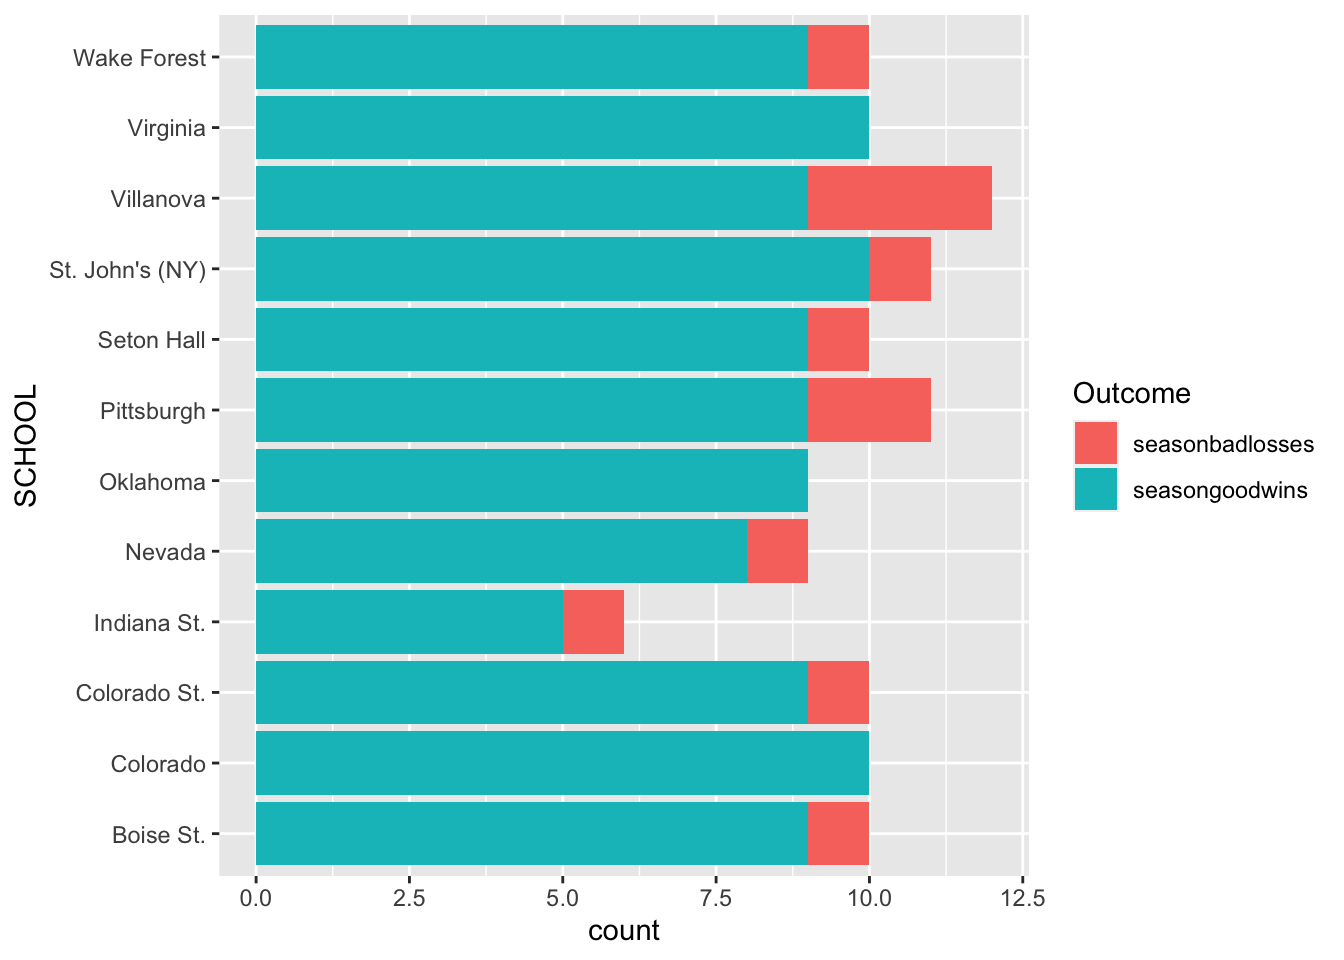 Wake Forest
Virginia
Villanova
St. John's (NY)
Seton Hall
Pittsburgh
Oklahoma
Nevada
Indiana St.
Colorado St.
Colorado
Boise St.
SCHOOL
0.0 2.5 5.0 7.5 10.0 12.5
count
Outcome
seasonbadlosses
seasongoodwins